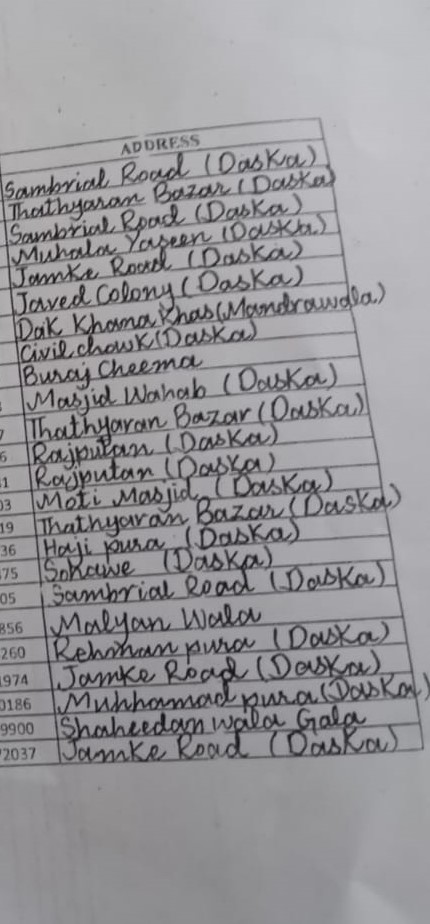 ADDRESS
Sambrial Road (Daska)
Thathyaran Bazar (Daska)
Sambrial Road (Daska)
Muhala Yaseen (Daska)
Jamke Road (Daska)
Javed Colony (Daska)
Dak Khama Khas (Mandrawala)
Civil chowk (Daska)
Buraj Cheema
Masjid Wahab (Daska)
7 Thathyaran Bazar (Daska)
6 Rajputan (Daska)
31 Rajputan (Daska)
03 Moti Masjid (Daska)
19 Thathyaran Bazar (Daska)
36 Haji pura (Daska)
75 Sokawe (Daska)
05 Sambrial Road (Daska)
856 Malyan Wala
260 Rehman pura (Daska)
1974 Jamke Road (Daska)
0186 Muhhamad pura (Daska)
9900 Shaheedan wala Gala
2037 Jamke Road (Daska)